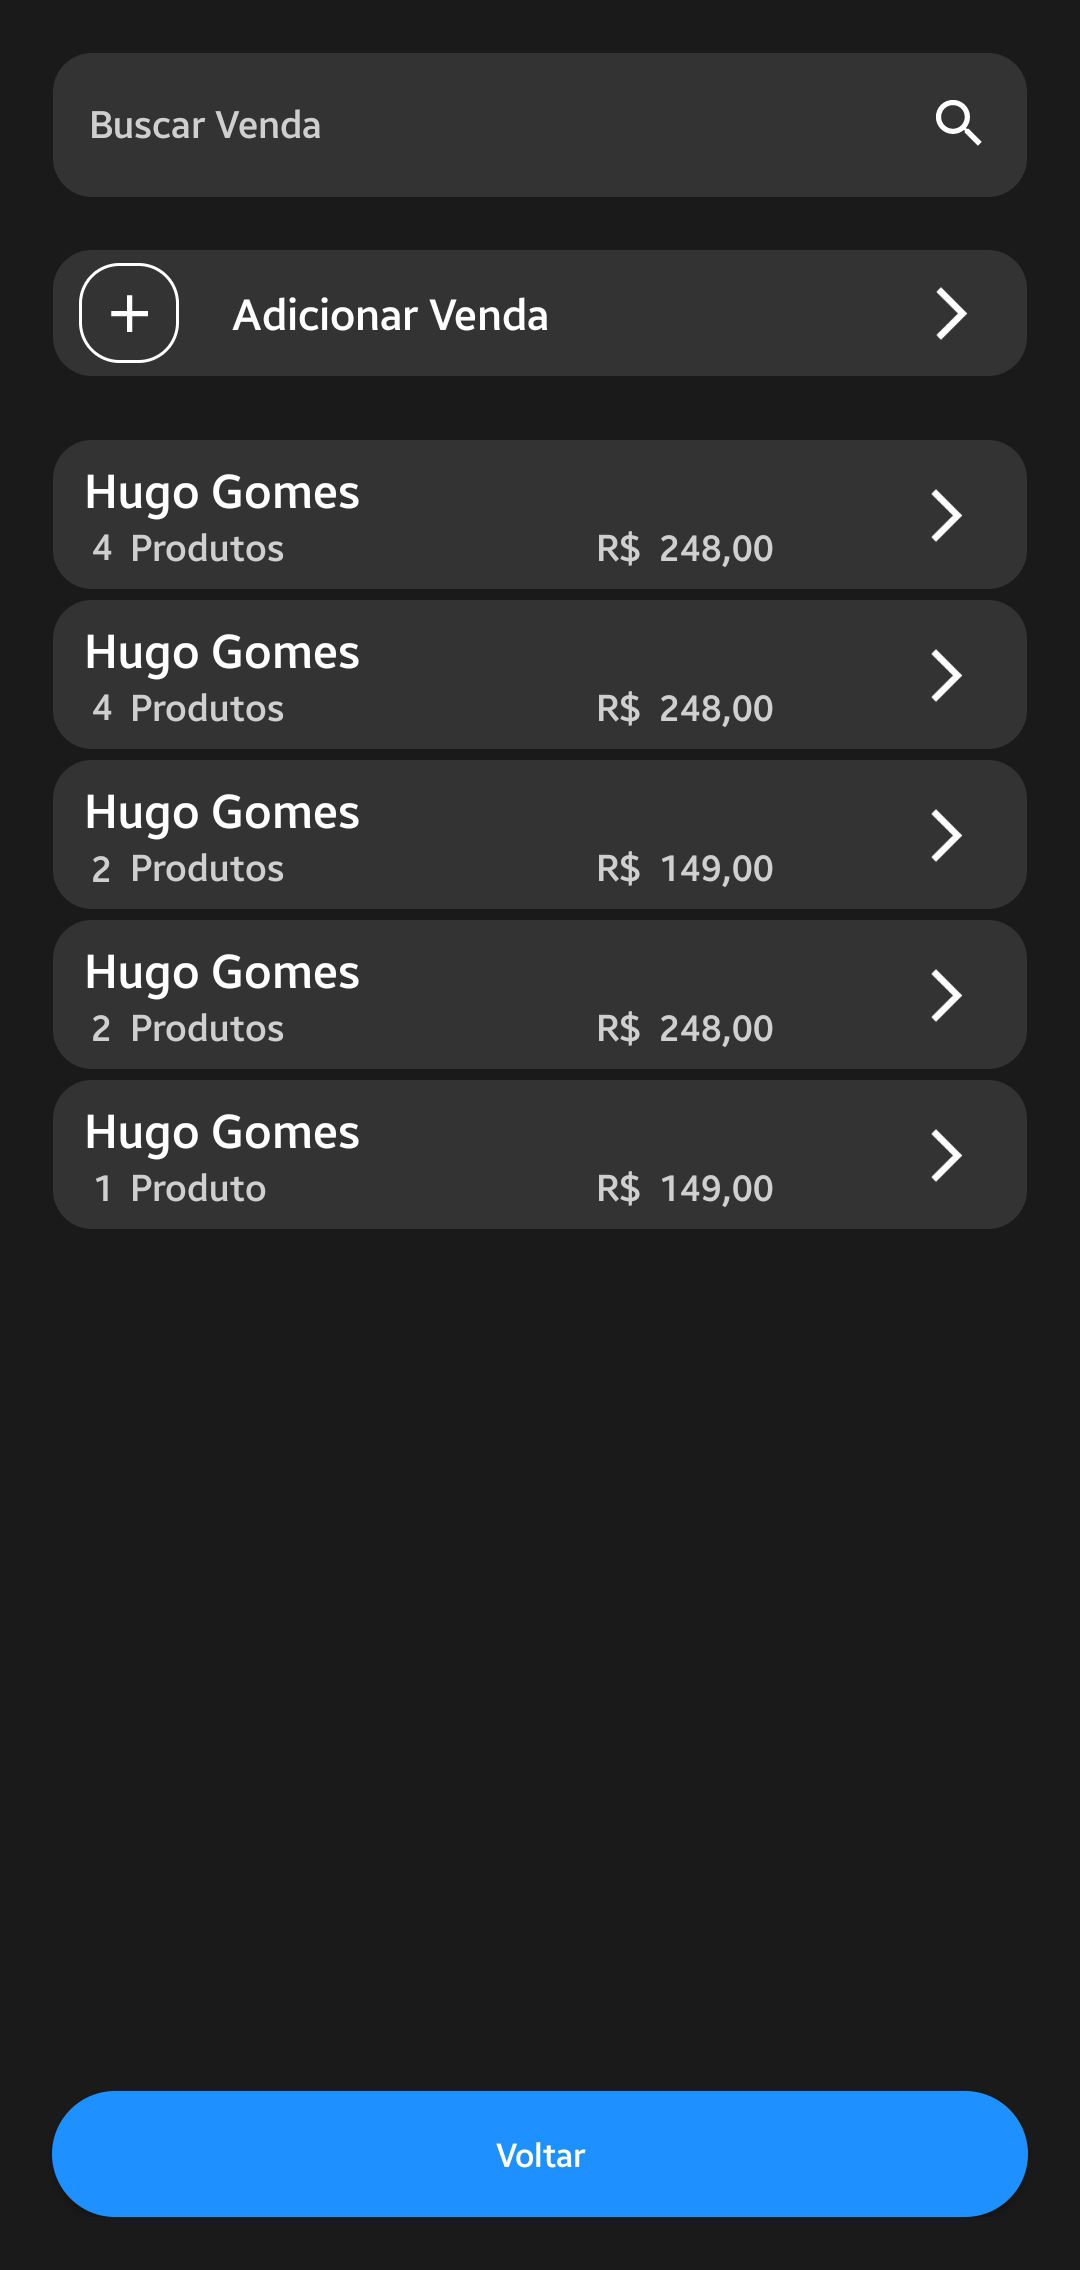 Buscar Venda
Adicionar Venda
Hugo Gomes
4 Produtos R$ 248,00
Hugo Gomes
4 Produtos R$ 248,00
Hugo Gomes
2 Produtos R$ 149,00
Hugo Gomes
2 Produtos R$ 248,00
Hugo Gomes
1 Produto R$ 149,00
Voltar